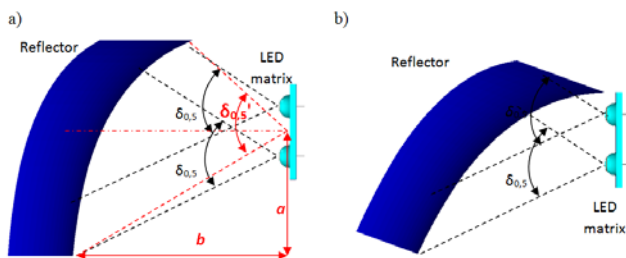 a)
Reflector
LED
matrix
δ0,5
δ0,5
δ0,5
a
b
b)
Reflector
δ0,5
LED
matrix